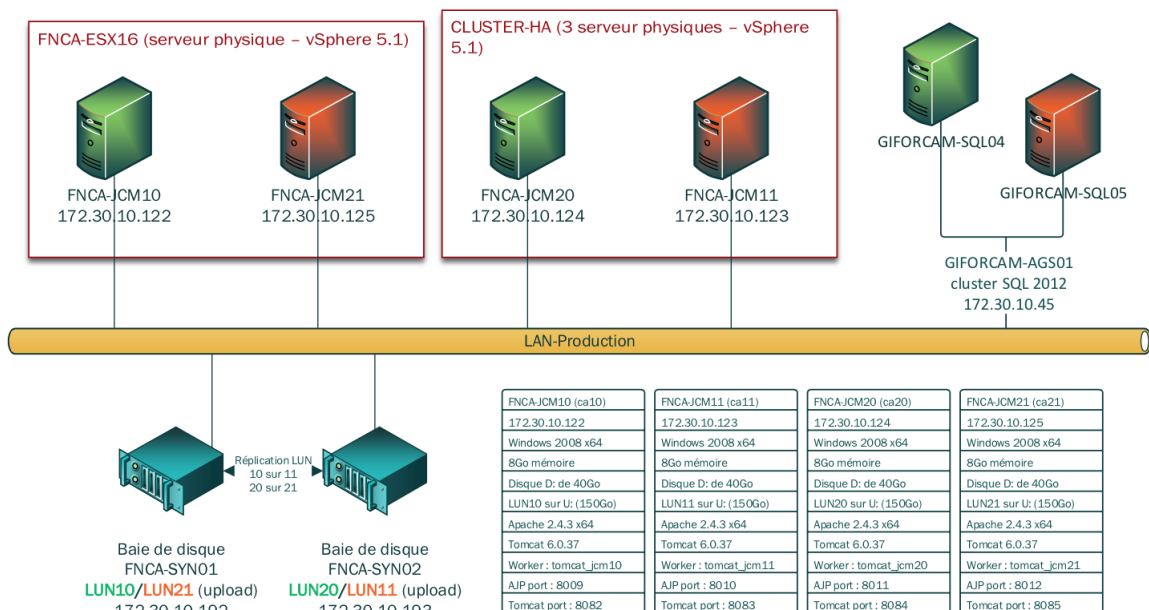 FNCA-ESX16 (serveur physique – vSphere 5.1)
FNCA-JCM10
172.30.10.122
FNCA-JCM21
172.30.10.125
CLUSTER-HA (3 serveur physiques – vSphere
5.1)
FNCA-JCM20
172.30.10.124
FNCA-JCM11
172.30.10.123
GIFORCAM-SQL04
GIFORCAM-SQL05
GIFORCAM-AGS01
cluster SQL 2012
172.30.10.45
LAN-Production
Réplication LUN
10 sur 11
20 sur 21
Baie de disque
FNCA-SYN01
LUN10/LUN21 (upload)
172.30.10.192
Baie de disque
FNCA-SYN02
LUN20/LUN11 (upload)
172.30.10.193
FNCA-JCM10 (ca10)
172.30.10.122
Windows 2008 x64
8Go mémoire
Disque D: de 40Go
LUN10 sur U: (150Go)
Apache 2.4.3 x64
Tomcat 6.0.37
Worker : tomcat_jcm10
AJP port : 8009
Tomcat port : 8082
FNCA-JCM11 (ca11)
172.30.10.123
Windows 2008 x64
8Go mémoire
Disque D: de 40Go
LUN11 sur U: (150Go)
Apache 2.4.3 x64
Tomcat 6.0.37
Worker : tomcat_jcm11
AJP port : 8010
Tomcat port : 8083
FNCA-JCM20 (ca20)
172.30.10.124
Windows 2008 x64
8Go mémoire
Disque D: de 40Go
LUN20 sur U: (150Go)
Apache 2.4.3 x64
Tomcat 6.0.37
Worker : tomcat_jcm20
AJP port : 8011
Tomcat port : 8084
FNCA-JCM21 (ca21)
172.30.10.125
Windows 2008 x64
8Go mémoire
Disque D: de 40Go
LUN21 sur U: (150Go)
Apache 2.4.3 x64
Tomcat 6.0.37
Worker : tomcat_jcm21
AJP port : 8012
Tomcat port : 8085